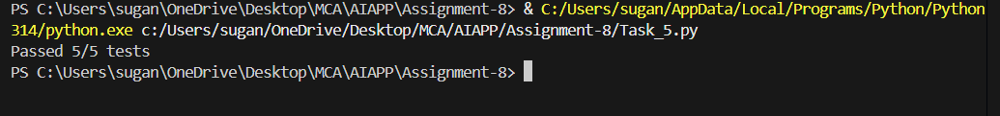 PS C:\Users\sugan\OneDrive\Desktop\MCA\AIAPP\Assignment-8> & C:/Users/sugan/AppData/Local/Programs/Python/Python
314/python.exe c:/Users/sugan/OneDrive/Desktop/MCA/AIAPP/Assignment-8/Task_5.py
Passed 5/5 tests
PS C:\Users\sugan\OneDrive\Desktop\MCA\AIAPP\Assignment-8>